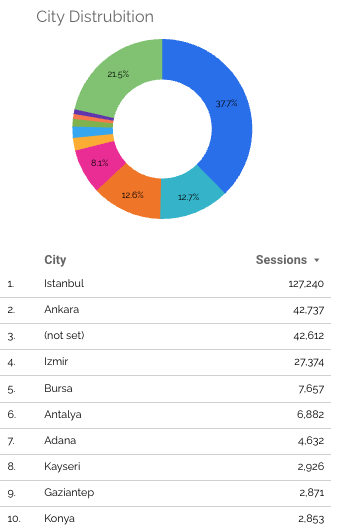 City Distrubition
21.5%
37.7%
8.1%
12.6%
12.7%
City Sessions
1. Istanbul 127,240
2. Ankara 42,737
3. (not set) 42,612
4. Izmir 27,374
5. Bursa 7,657
6. Antalya 6,882
7. Adana 4,632
8. Kayseri 2,926
9. Gaziantep 2,871
10. Konya 2,853